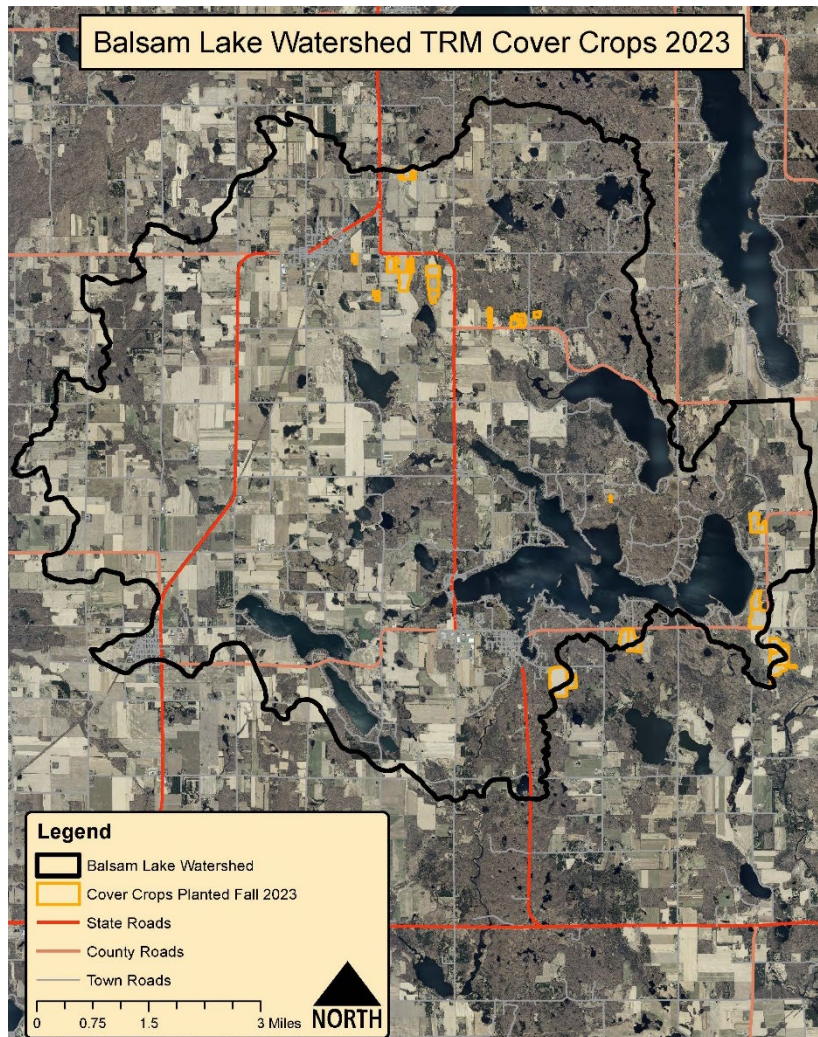 Balsam Lake Watershed TRM Cover Crops 2023
Legend
Balsam Lake Watershed
Cover Crops Planted Fall 2023
State Roads
County Roads
Town Roads
0 0.75 1.5 3 Miles
NORTH